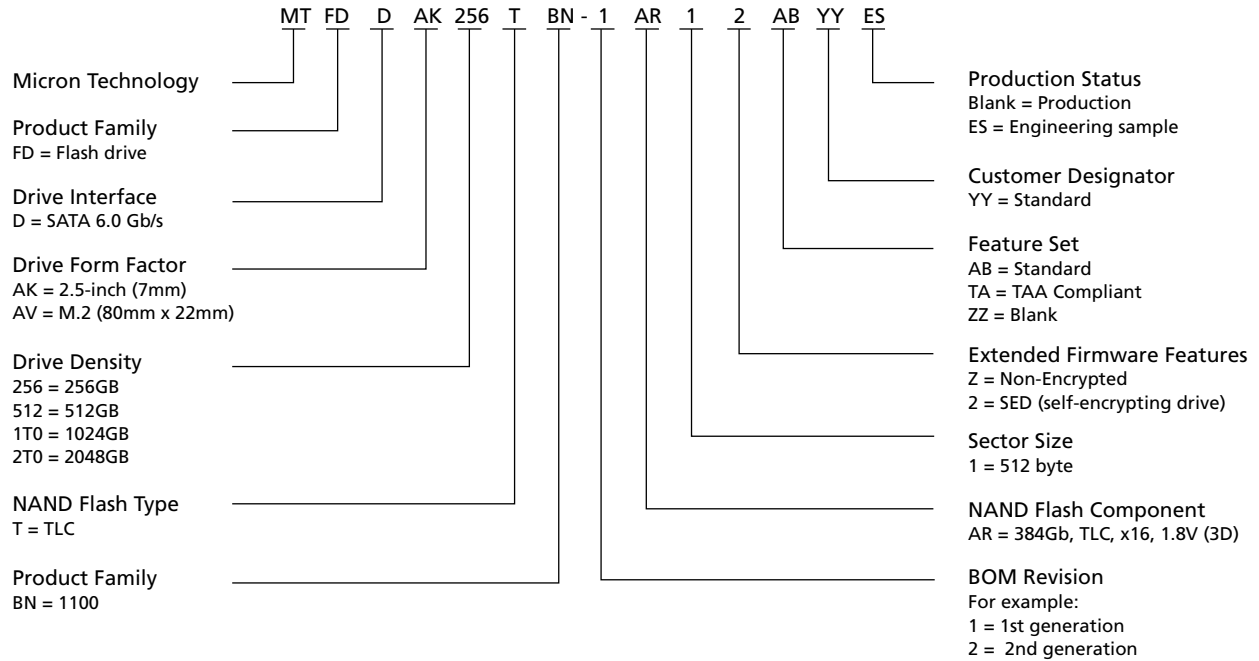 MT FD D AK 256 T BN - 1 AR 1 2 AB YY ES
Micron Technology
Product Family
FD = Flash drive
Drive Interface
D = SATA 6.0 Gb/s
Drive Form Factor
AK = 2.5-inch (7mm)
AV = M.2 (80mm x 22mm)
Drive Density
256 = 256GB
512 = 512GB
1T0 = 1024GB
2T0 = 2048GB
NAND Flash Type
T = TLC
Product Family
BN = 1100
Production Status
Blank = Production
ES = Engineering sample
Customer Designator
YY = Standard
Feature Set
AB = Standard
TA = TAA Compliant
ZZ = Blank
Extended Firmware Features
Z = Non-Encrypted
2 = SED (self-encrypting drive)
Sector Size
1 = 512 byte
NAND Flash Component
AR = 384Gb, TLC, x16, 1.8V (3D)
BOM Revision
For example:
1 = 1st generation
2 = 2nd generation